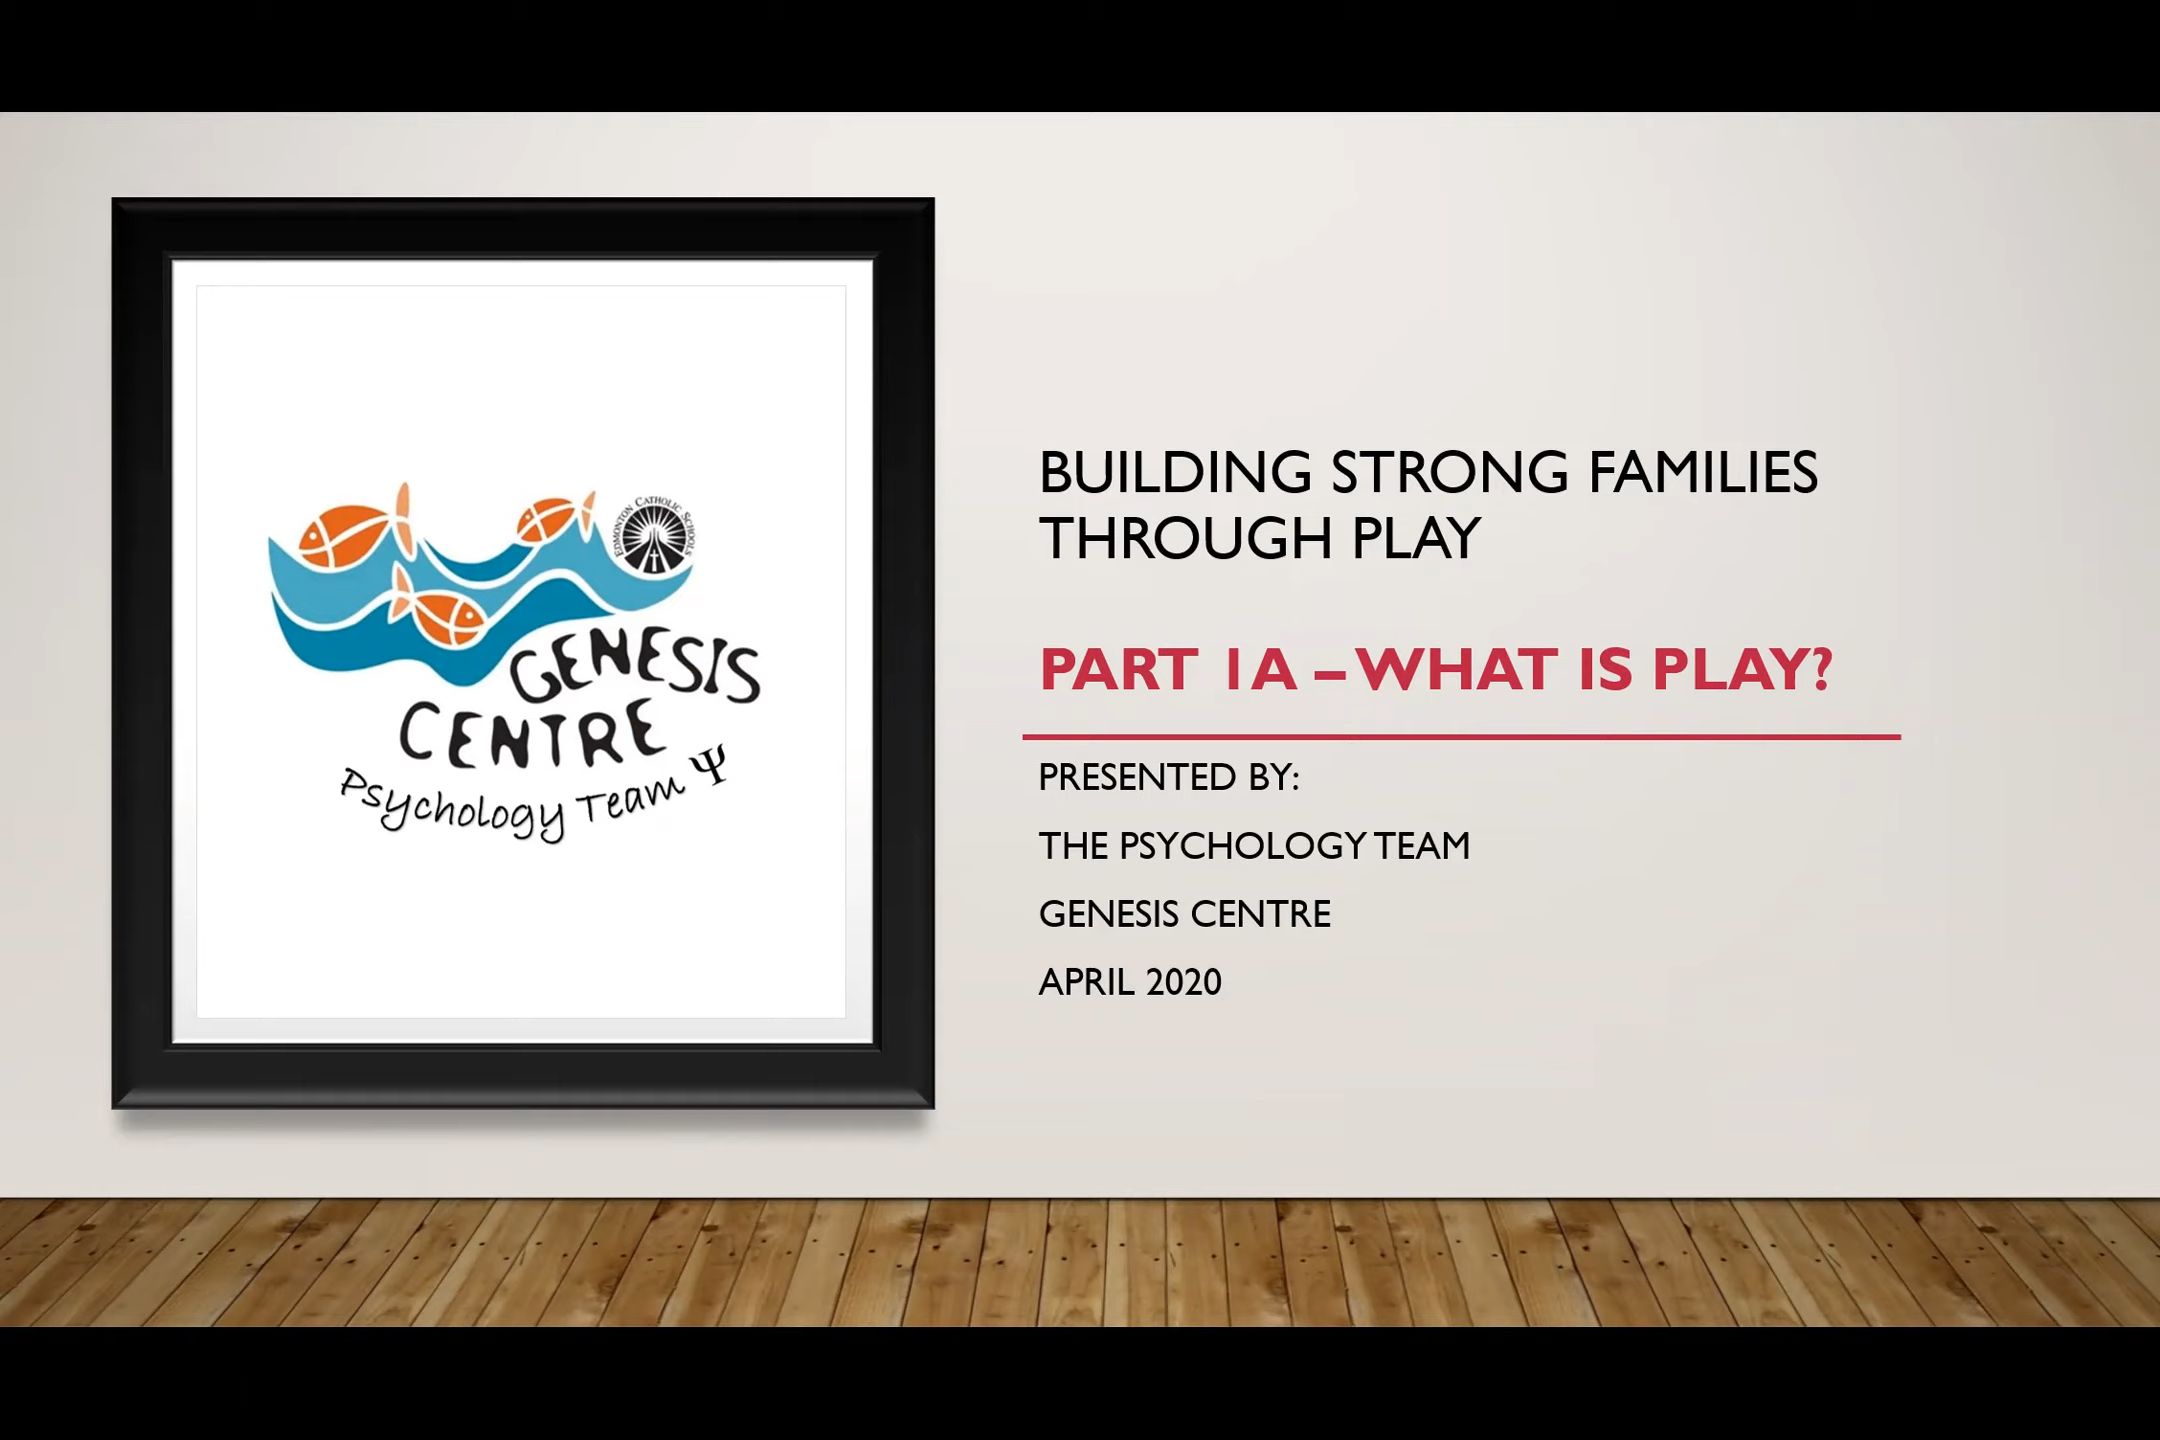 EDMONTON CATHOLIC SCHOOLS
GENESIS
CENTRE
Psychology Team Ψ
BUILDING STRONG FAMILIES
THROUGH PLAY
PART 1A – WHAT IS PLAY?
PRESENTED BY:
THE PSYCHOLOGY TEAM
GENESIS CENTRE
APRIL 2020